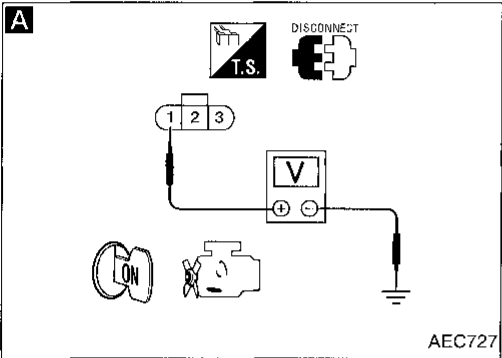 A
DISCONNECT
T.S.
1 2 3
V
+ -
ON
AEC727